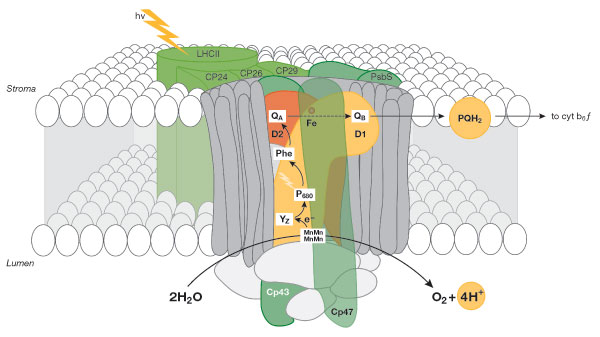 hν
LHCII
CP24
CP26
CP29
PsbS
Stroma
QA
Fe
QB
D2
D1
PQH2
to cyt b6f
Phe
P680
YZ
e–
MnMn
MnMn
Lumen
2H2O
O2 + 4H+
Cp43
Cp47